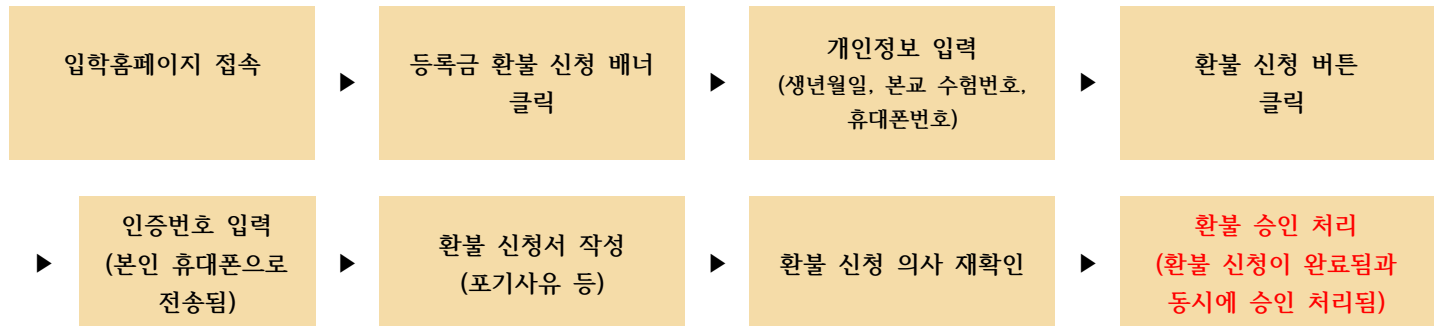 입학홈페이지 접속
▶
등록금 환불 신청 배너
클릭
▶
개인정보 입력
(생년월일, 본교 수험번호,
휴대폰번호)
▶
환불 신청 버튼
클릭
▶
인증번호 입력
(본인 휴대폰으로
전송됨)
▶
환불 신청서 작성
(포기사유 등)
▶
환불 신청 의사 재확인
▶
환불 승인 처리
(환불 신청이 완료됨과
동시에 승인 처리됨)